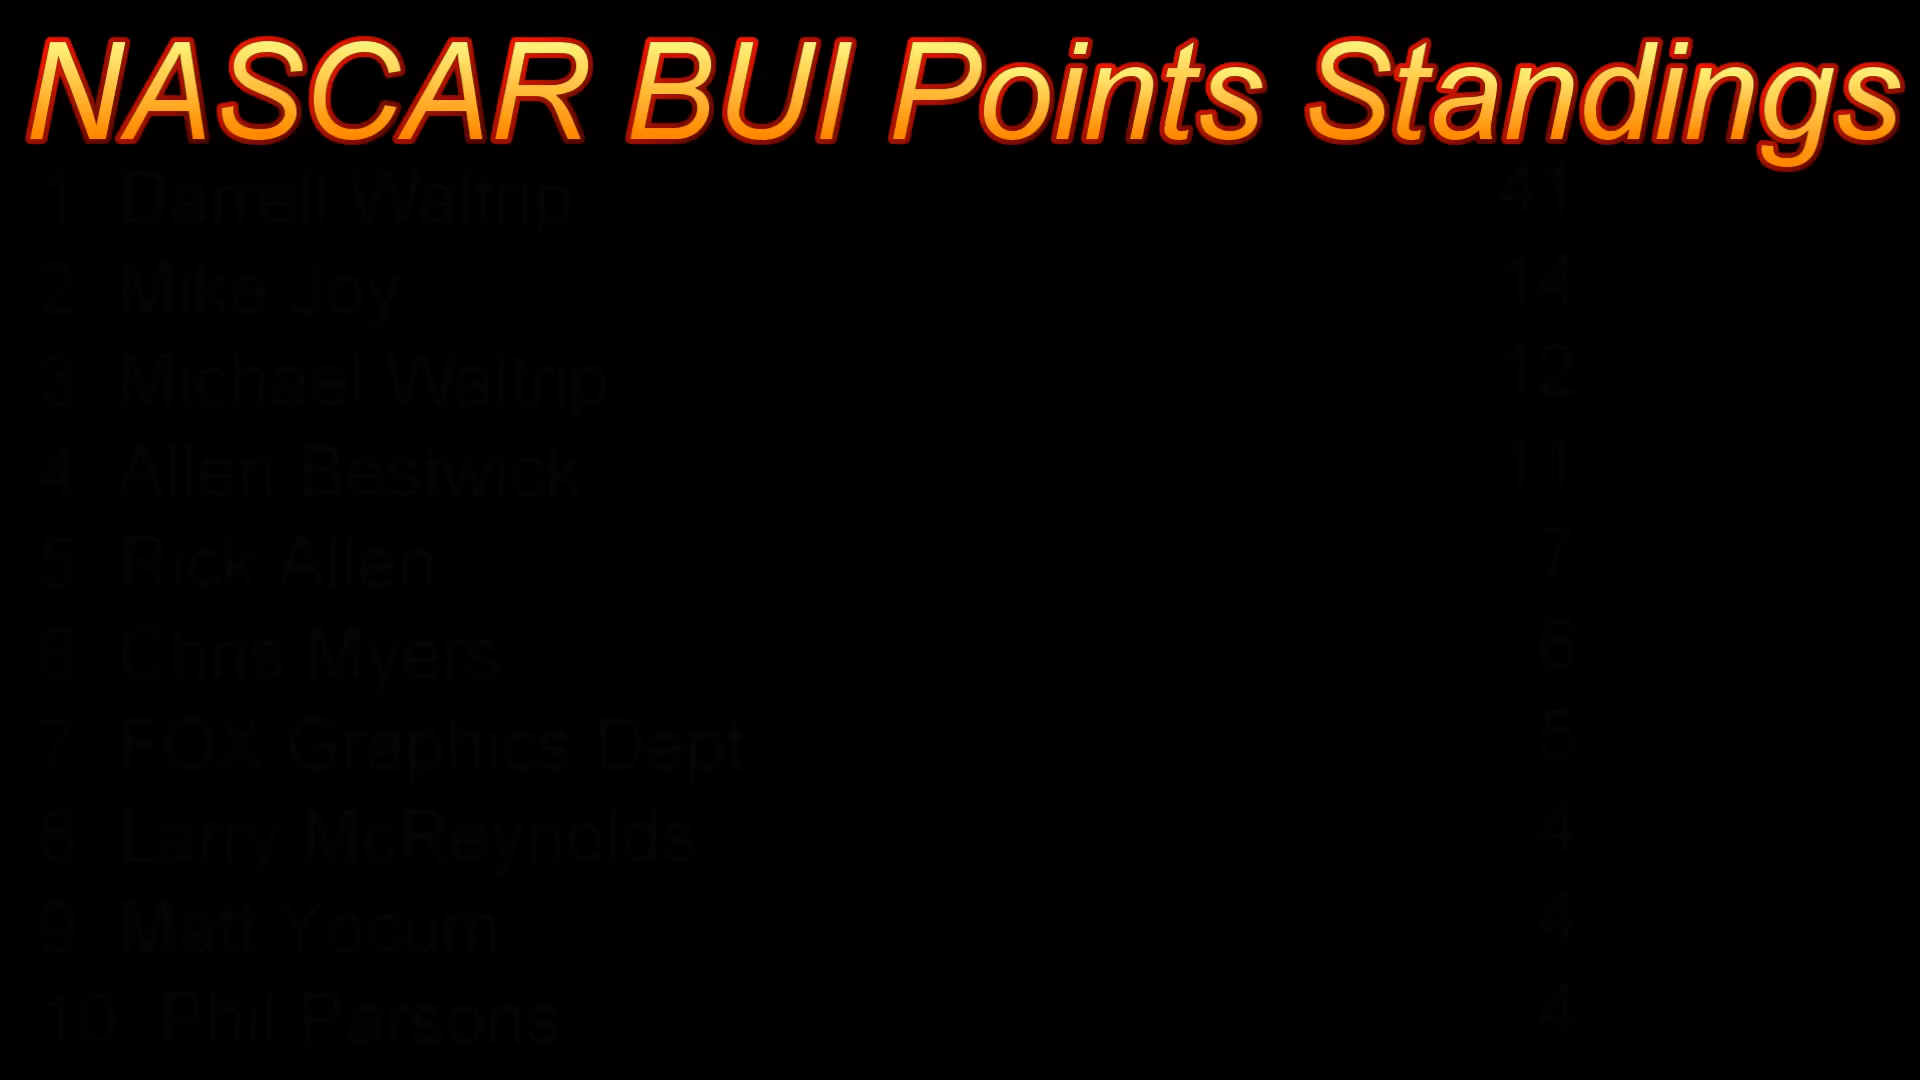 NASCAR BUI Points Standings
1. Darrell Waltrip 41
2. Mike Joy 14
3. Michael Waltrip 12
4. Allen Bestwick 11
5. Rick Allen 7
6. Chris Myers 6
7. FOX Graphics Dept. 5
8. Larry McReynolds 4
9. Matt Yocum 4
10 Phil Parsons 4